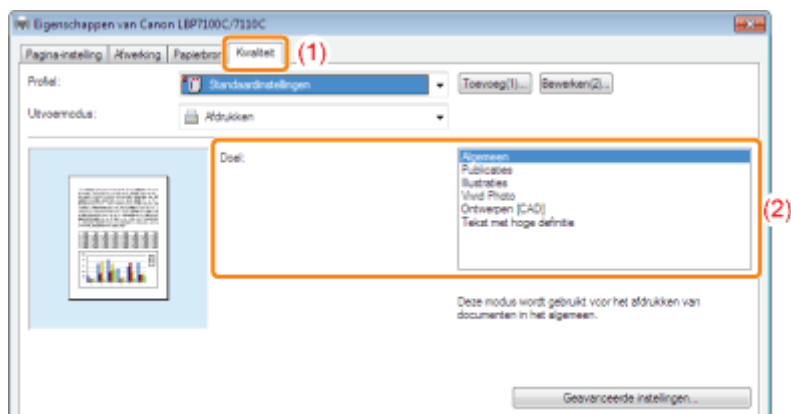 Eigenschappen van Canon LBP7100C/7110C
Pagina-instelling Afwerking Papierbron Kwaliteit (1)
Profiel: Standaardinstellingen Toevoeg(1)... Bewerken(2)...
Uitvoermodus: Afdrukken
Doel: Algemeen
Publicaties
Illustraties
Vivid Photo
Ontwerpen [CAD]
(2)
Tekst met hoge definitie
Deze modus wordt gebruikt voor het afdrukken van
documenten in het algemeen.
Geavanceerde instellingen...